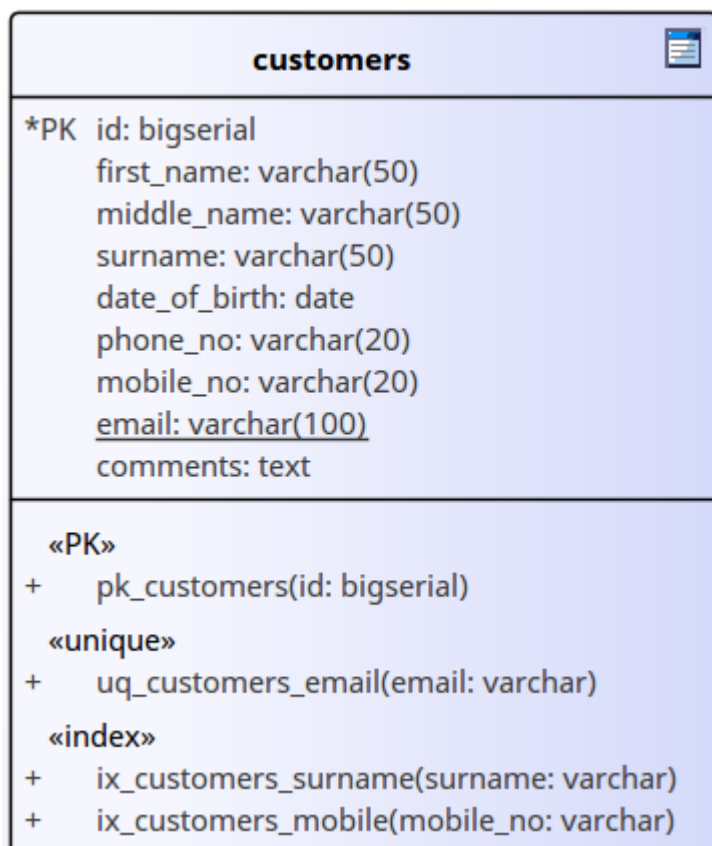 customers
*PK id: bigserial
first_name: varchar(50)
middle_name: varchar(50)
surname: varchar(50)
date_of_birth: date
phone_no: varchar(20)
mobile_no: varchar(20)
email: varchar(100)
comments: text
«PK»
+ pk_customers(id: bigserial)
«unique»
+ uq_customers_email(email: varchar)
«index»
+ ix_customers_surname(surname: varchar)
+ ix_customers_mobile(mobile_no: varchar)